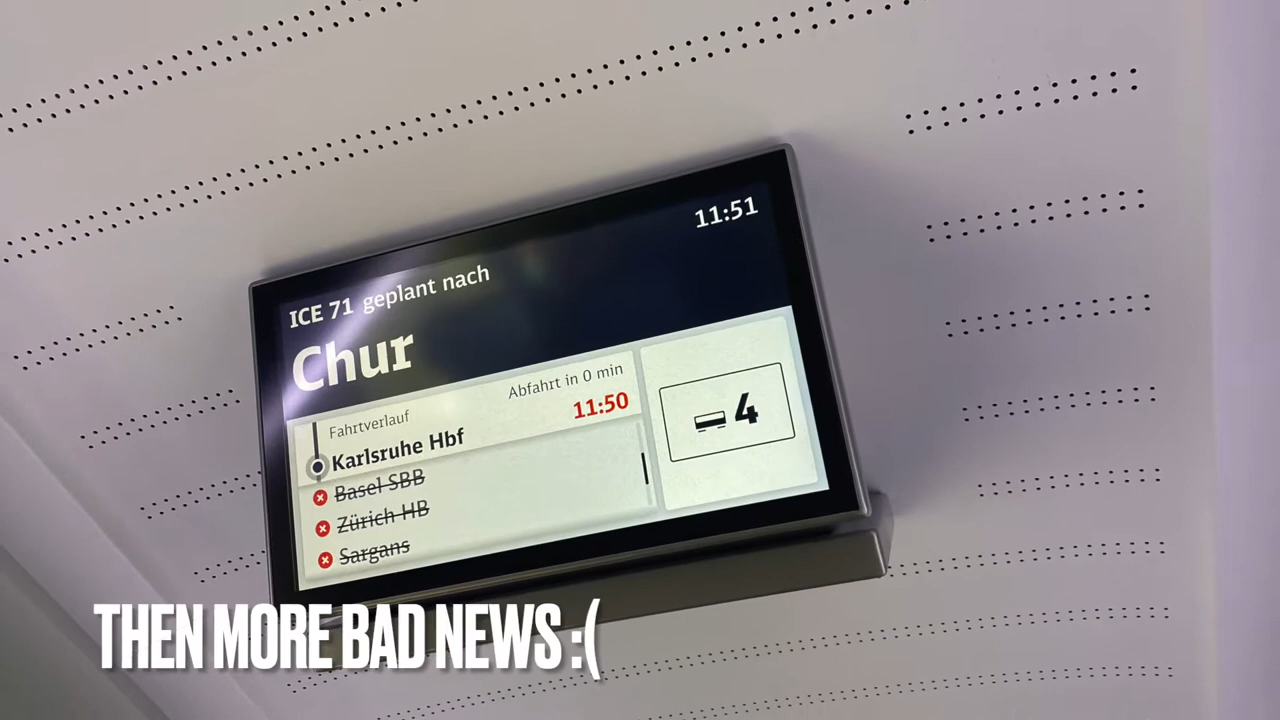 11:51
ICE 71 geplant nach
Chur
Fahrtverlauf
Abfahrt in 0 min
Karlsruhe Hbf
11:50
Basel SBB
Zürich HB
Sargans
4
THEN MORE BAD NEWS :(